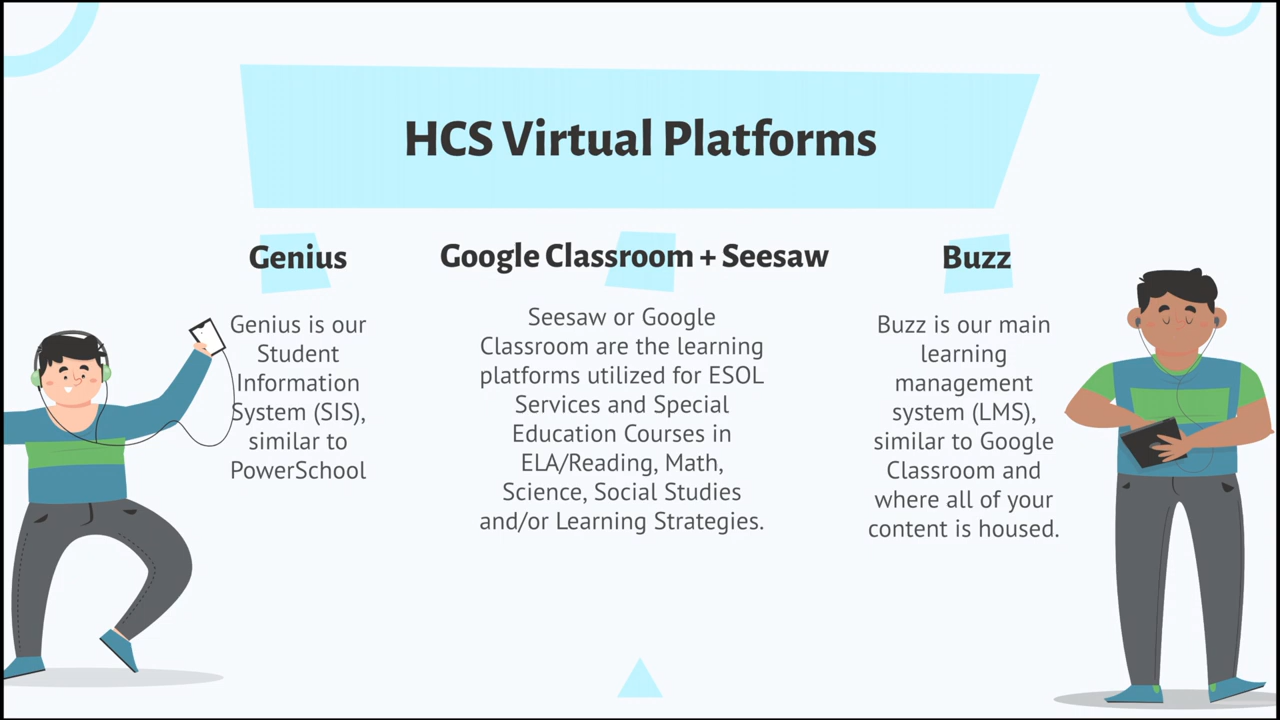 HCS Virtual Platforms
Genius
Genius is our
Student
Information
System (SIS),
similar to
PowerSchool
Google Classroom + Seesaw
Seesaw or Google
Classroom are the learning
platforms utilized for ESOL
Services and Special
Education Courses in
ELA/Reading, Math,
Science, Social Studies
and/or Learning Strategies.
Buzz
Buzz is our main
learning
management
system (LMS),
similar to Google
Classroom and
where all of your
content is housed.